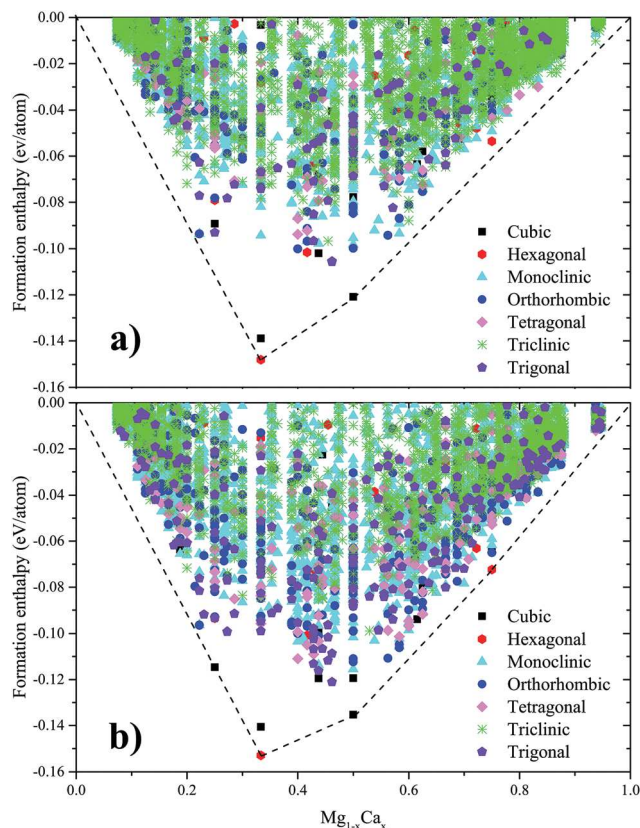 0.00
-0.02
-0.04
-0.06
-0.08
-0.10
-0.12
-0.14
-0.16
Formation enthalpy (ev/atom)
a)
Cubic
Hexagonal
Monoclinic
Orthorhombic
Tetragonal
Triclinic
Trigonal
0.00
-0.02
-0.04
-0.06
-0.08
-0.10
-0.12
-0.14
-0.16
Formation enthalpy (eV/atom)
b)
Cubic
Hexagonal
Monoclinic
Orthorhombic
Tetragonal
Triclinic
Trigonal
0.0 0.2 0.4 0.6 0.8 1.0
Mg₁₋ₓCaₓ